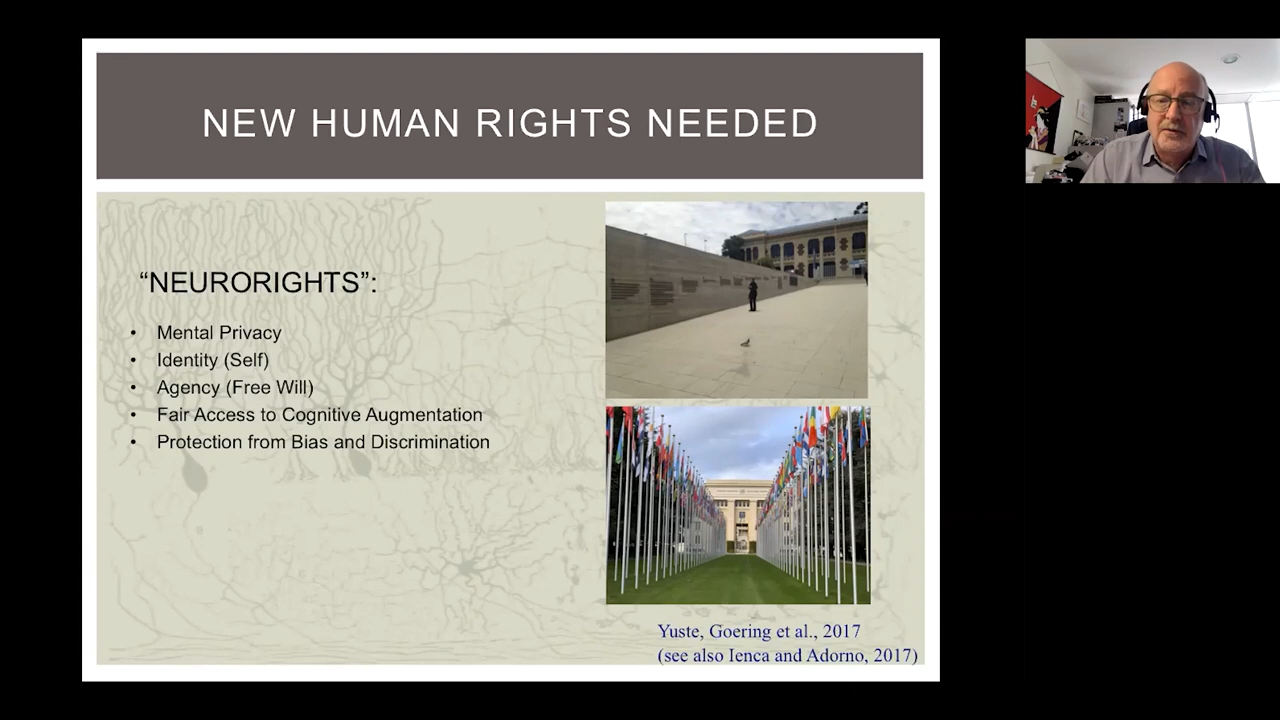 NEW HUMAN RIGHTS NEEDED
“NEURORIGHTS”:
• Mental Privacy
• Identity (Self)
• Agency (Free Will)
• Fair Access to Cognitive Augmentation
• Protection from Bias and Discrimination
Yuste, Goering et al., 2017
(see also Ienca and Adorno, 2017)